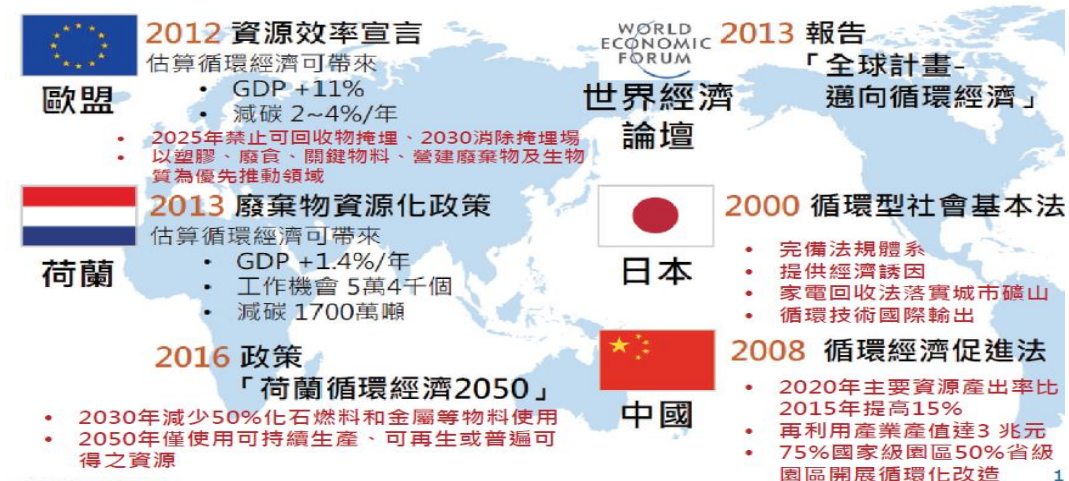 2012 資源效率宣言
估算循環經濟可帶來
• GDP +11%
• 減碳 2~4%/年
歐盟
• 2025年禁止可回收物掩埋、2030消除掩埋場
• 以塑膠、廢食、關鍵物料、營建廢棄物及生物
質為優先推動領域
2013 廢棄物資源化政策
估算循環經濟可帶來
• GDP +1.4%/年
• 工作機會 5萬4千個
• 減碳 1700萬噸
荷蘭
2016 政策
「荷蘭循環經濟2050」
• 2030年減少50%化石燃料和金屬等物料使用
• 2050年僅使用可持續生產、可再生或普遍可
得之資源
WORLD
ECONOMIC
FORUM
世界經濟
論壇
2013 報告
「全球計畫-
邁向循環經濟」
2000 循環型社會基本法
日本
• 完備法規體系
• 提供經濟誘因
• 家電回收法落實城市礦山
• 循環技術國際輸出
2008 循環經濟促進法
中國
• 2020年主要資源產出率比
2015年提高15%
• 再利用產業產值達3 兆元
• 75%國家級園區50%省級
園區開展循環化改造
1